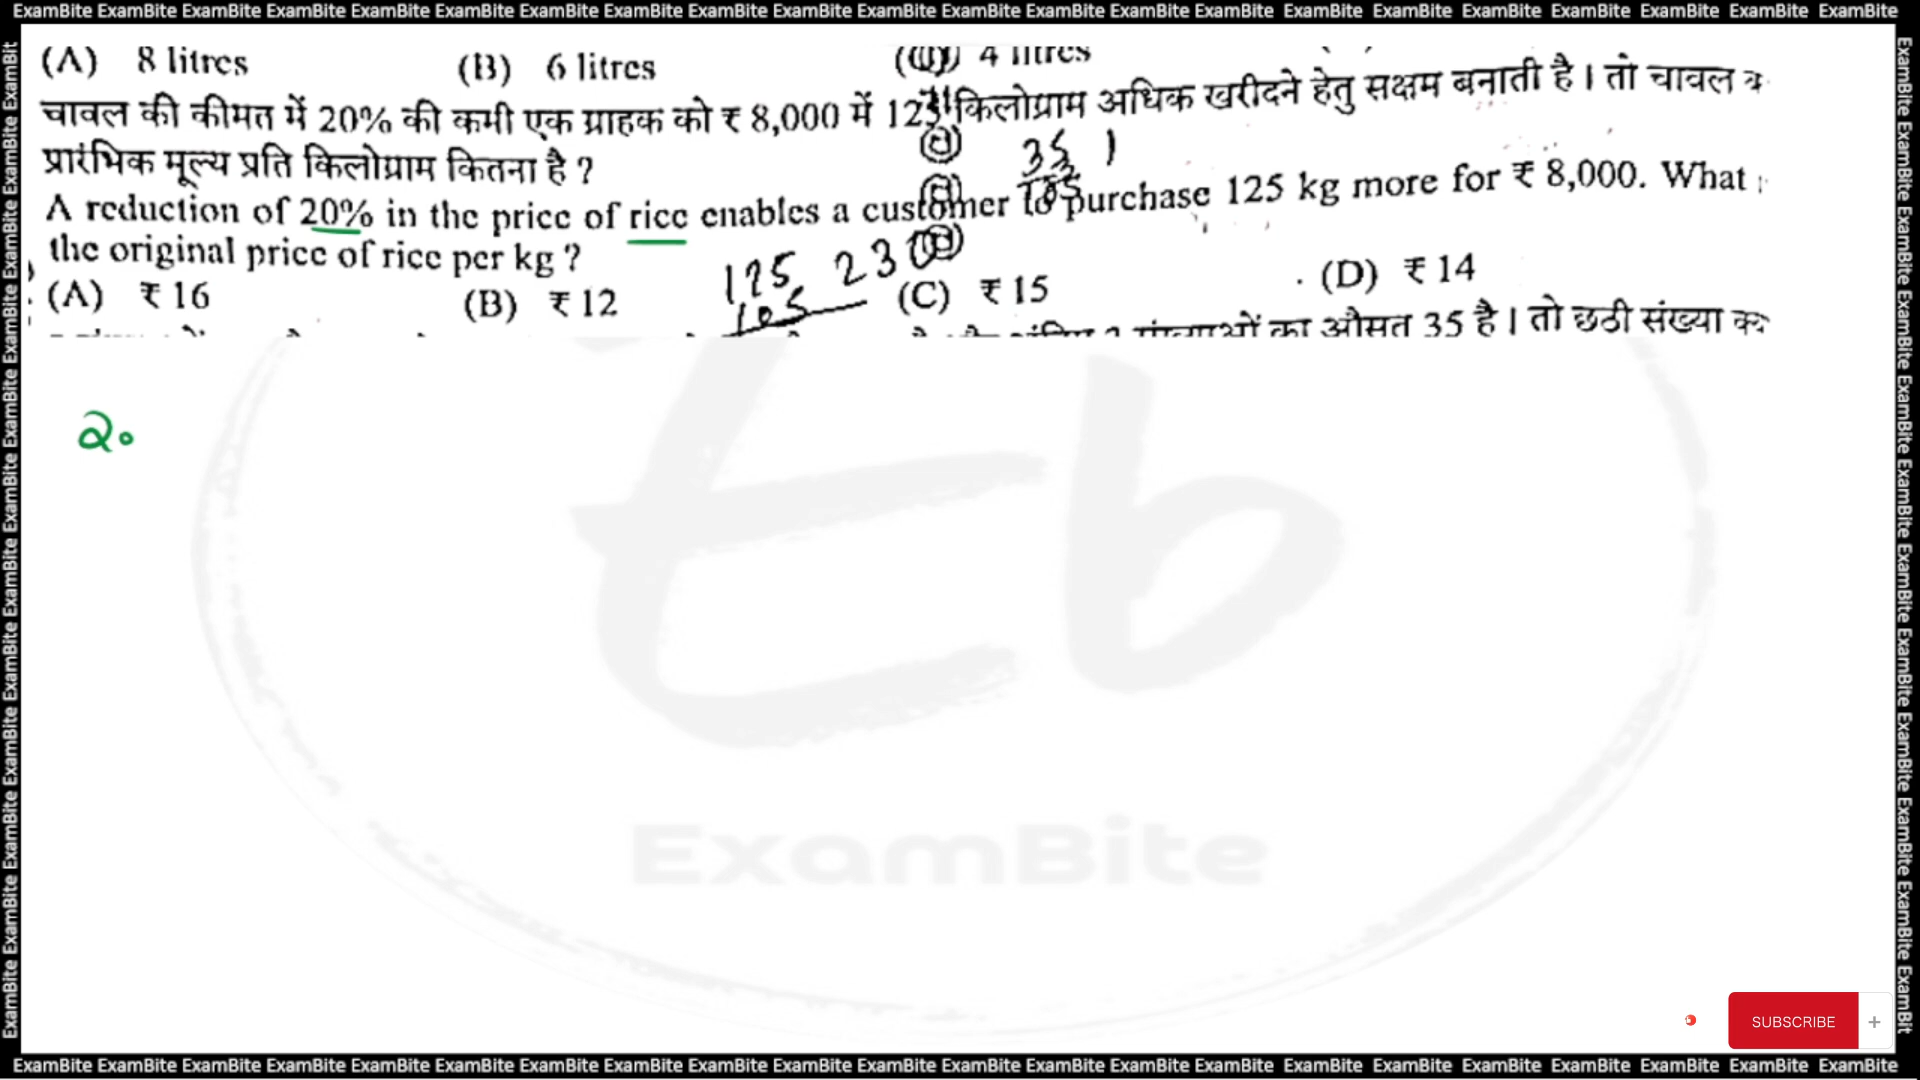 ExamBite ExamBite ExamBite ExamBite ExamBite ExamBite ExamBite ExamBite ExamBite ExamBite ExamBite ExamBite ExamBite ExamBite ExamBite ExamBite ExamBite ExamBite ExamBite ExamBite ExamBite
(A) 8 litres (B) 6 litres 4 litres
चावल की कीमत में 20% की कमी एक ग्राहक को ₹ 8,000 में किलोग्राम अधिक खरीदने हेतु सक्षम बनाती है । तो चावल
प्रारंभिक मूल्य प्रति किलोग्राम कितना है ?
35 1
105
A reduction of 20% in the price of rice enables a customer to purchase 125 kg more for ₹ 8,000. What
the original price of rice per kg ?
125 230
105
(A) ₹ 16 (B) ₹ 12 (C) ₹ 15 (D) ₹ 14
का औसत 35 है । तो छठी संख्या
20
Eb
ExamBite
SUBSCRIBE +
ExamBite ExamBite ExamBite ExamBite ExamBite ExamBite ExamBite ExamBite ExamBite ExamBite ExamBite ExamBite ExamBite ExamBite ExamBite ExamBite ExamBite ExamBite ExamBite ExamBite ExamBite